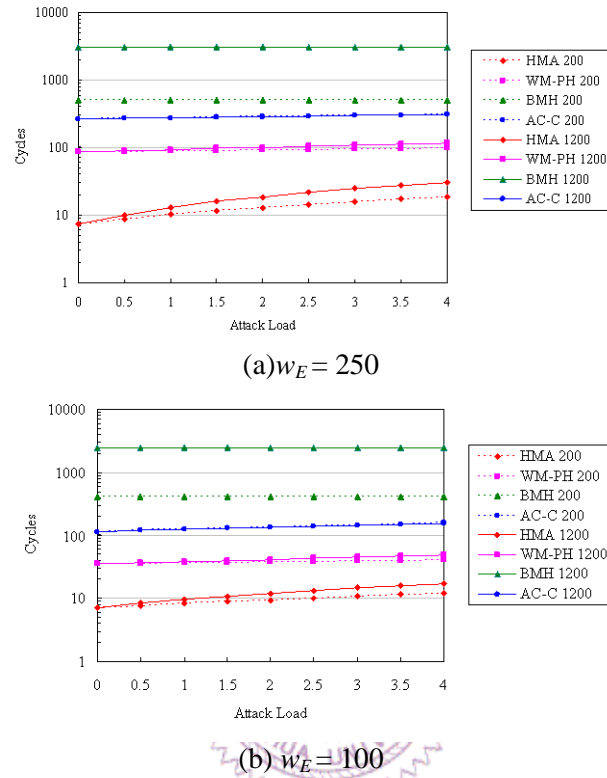 10000
1000
100
10
1
Cycles
0 0.5 1 1.5 2 2.5 3 3.5 4
Attack Load
HMA 200
WM-PH 200
BMH 200
AC-C 200
HMA 1200
WM-PH 1200
BMH 1200
AC-C 1200
(a)w_E = 250
10000
1000
100
10
1
Cycles
0 0.5 1 1.5 2 2.5 3 3.5 4
Attack Load
HMA 200
WM-PH 200
BMH 200
AC-C 200
HMA 1200
WM-PH 1200
BMH 1200
AC-C 1200
(b) w_E = 100